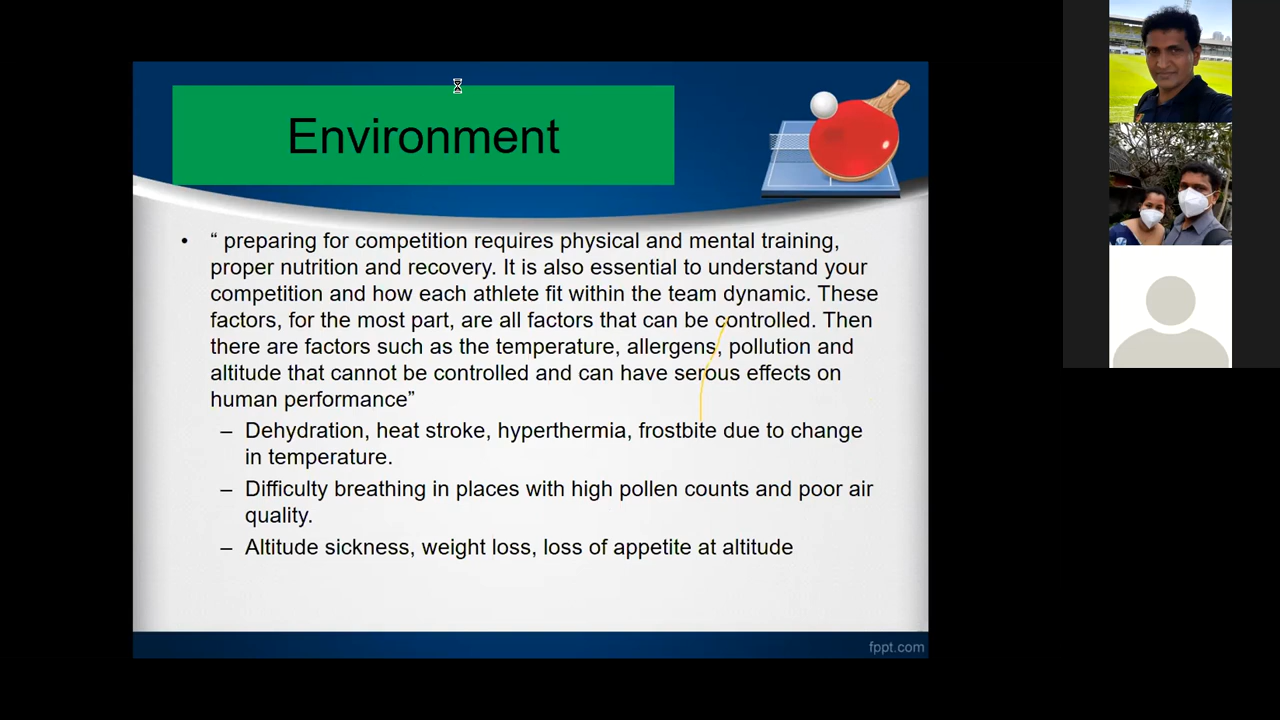 Environment
• “ preparing for competition requires physical and mental training,
proper nutrition and recovery. It is also essential to understand your
competition and how each athlete fit within the team dynamic. These
factors, for the most part, are all factors that can be controlled. Then
there are factors such as the temperature, allergens, pollution and
altitude that cannot be controlled and can have serous effects on
human performance”
– Dehydration, heat stroke, hyperthermia, frostbite due to change
in temperature.
– Difficulty breathing in places with high pollen counts and poor air
quality.
– Altitude sickness, weight loss, loss of appetite at altitude
fppt.com